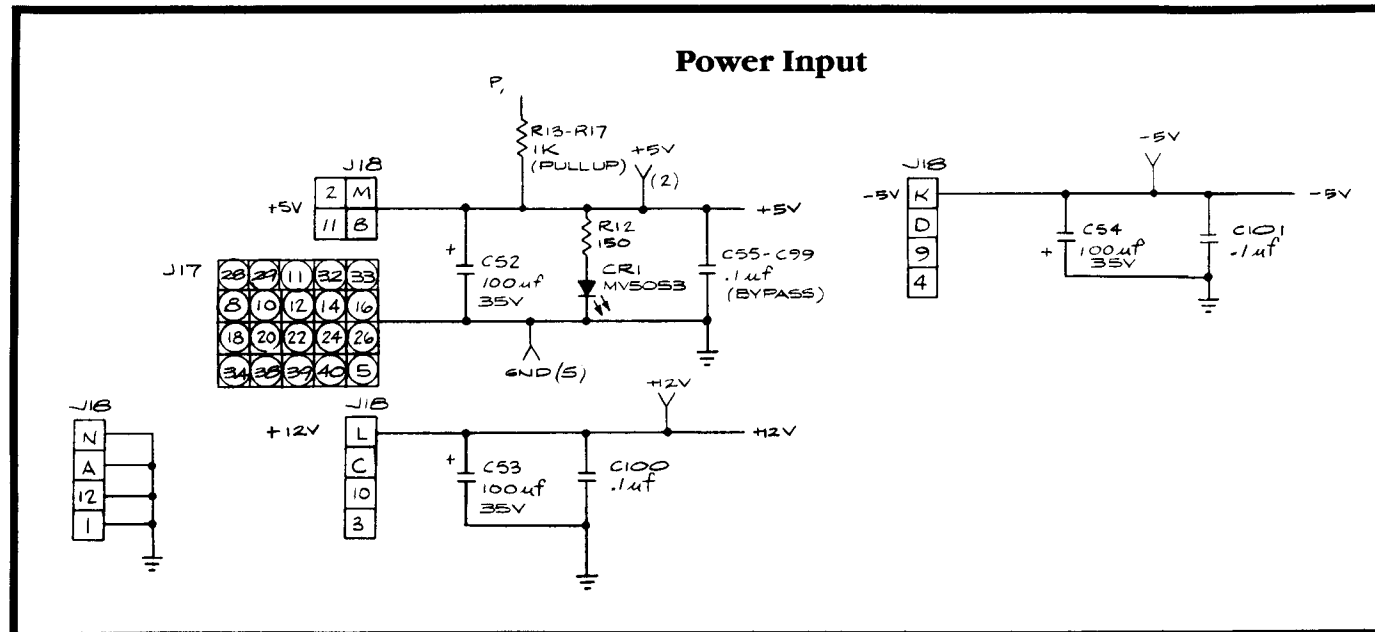 Power Input
P,
R13-R17
1K
(PULLUP)
+5V
(2)
J18
2 M
11 B
+5V
+5V
R12
150
+
C52
100uf
35V
CR1
MV5053
C55-C99
.1uf
(BYPASS)
J17
28 29 11 32 33
8 10 12 14 16
18 20 22 24 26
34 38 39 40 5
GND(5)
-5V
J18
-5V
K
D
9
4
-5V
C54
+
100uf
35V
C101
.1uf
J18
N
A
12
1
J18
+12V
L
C
10
3
+12V
+12V
+
C53
100uf
35V
C100
.1uf